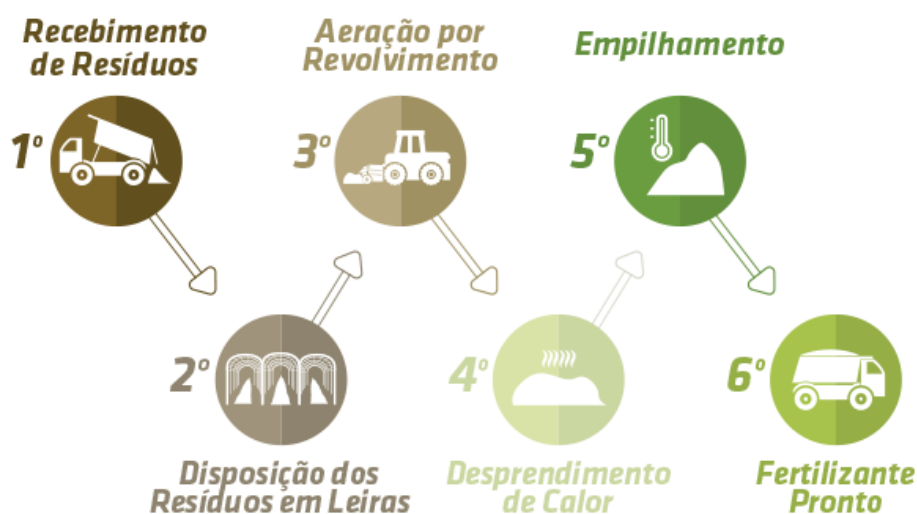 Recebimento
de Resíduos
1º
Disposição dos
Resíduos em Leiras
2º
Aeração por
Revolvimento
3º
Desprendimento
de Calor
4º
Empilhamento
5º
Fertilizante
Pronto
6º